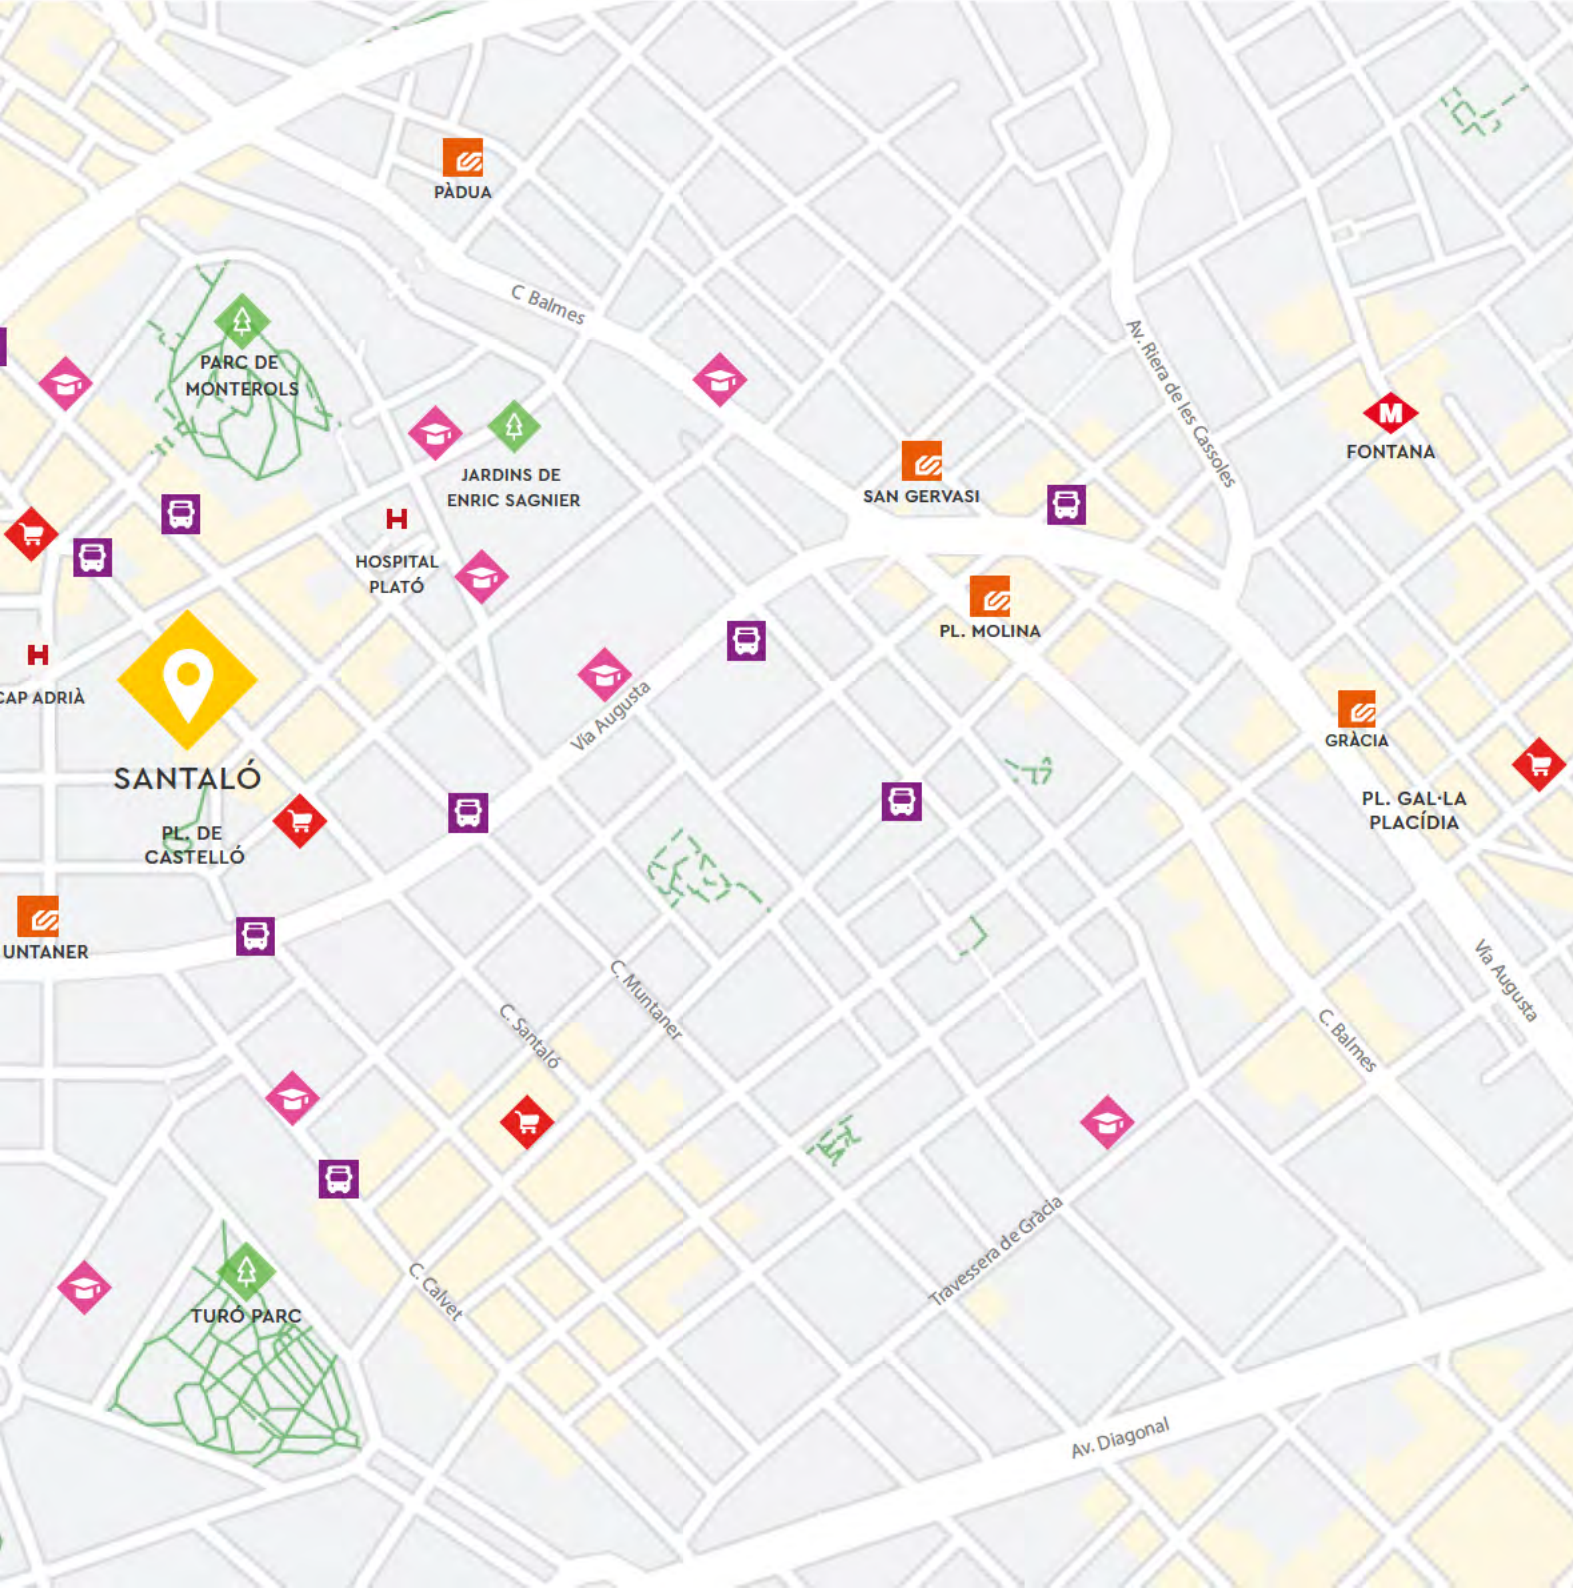 PÀDUA
C Balmes
PARC DE
MONTEROLS
Av. Riera de les Cassoles
M
FONTANA
JARDINS DE
ENRIC SAGNIER
SAN GERVASI
H
HOSPITAL
PLATÓ
PL. MOLINA
H
CAP ADRIÀ
Vía Augusta
GRÀCIA
SANTALÓ
PL. GAL·LA
PLACÍDIA
PL. DE
CASTELLÓ
UNTANER
C. Muntaner
Vía Augusta
C. Santaló
C. Balmes
Travessera de Gràcia
C. Calvet
TURÓ PARC
Av. Diagonal